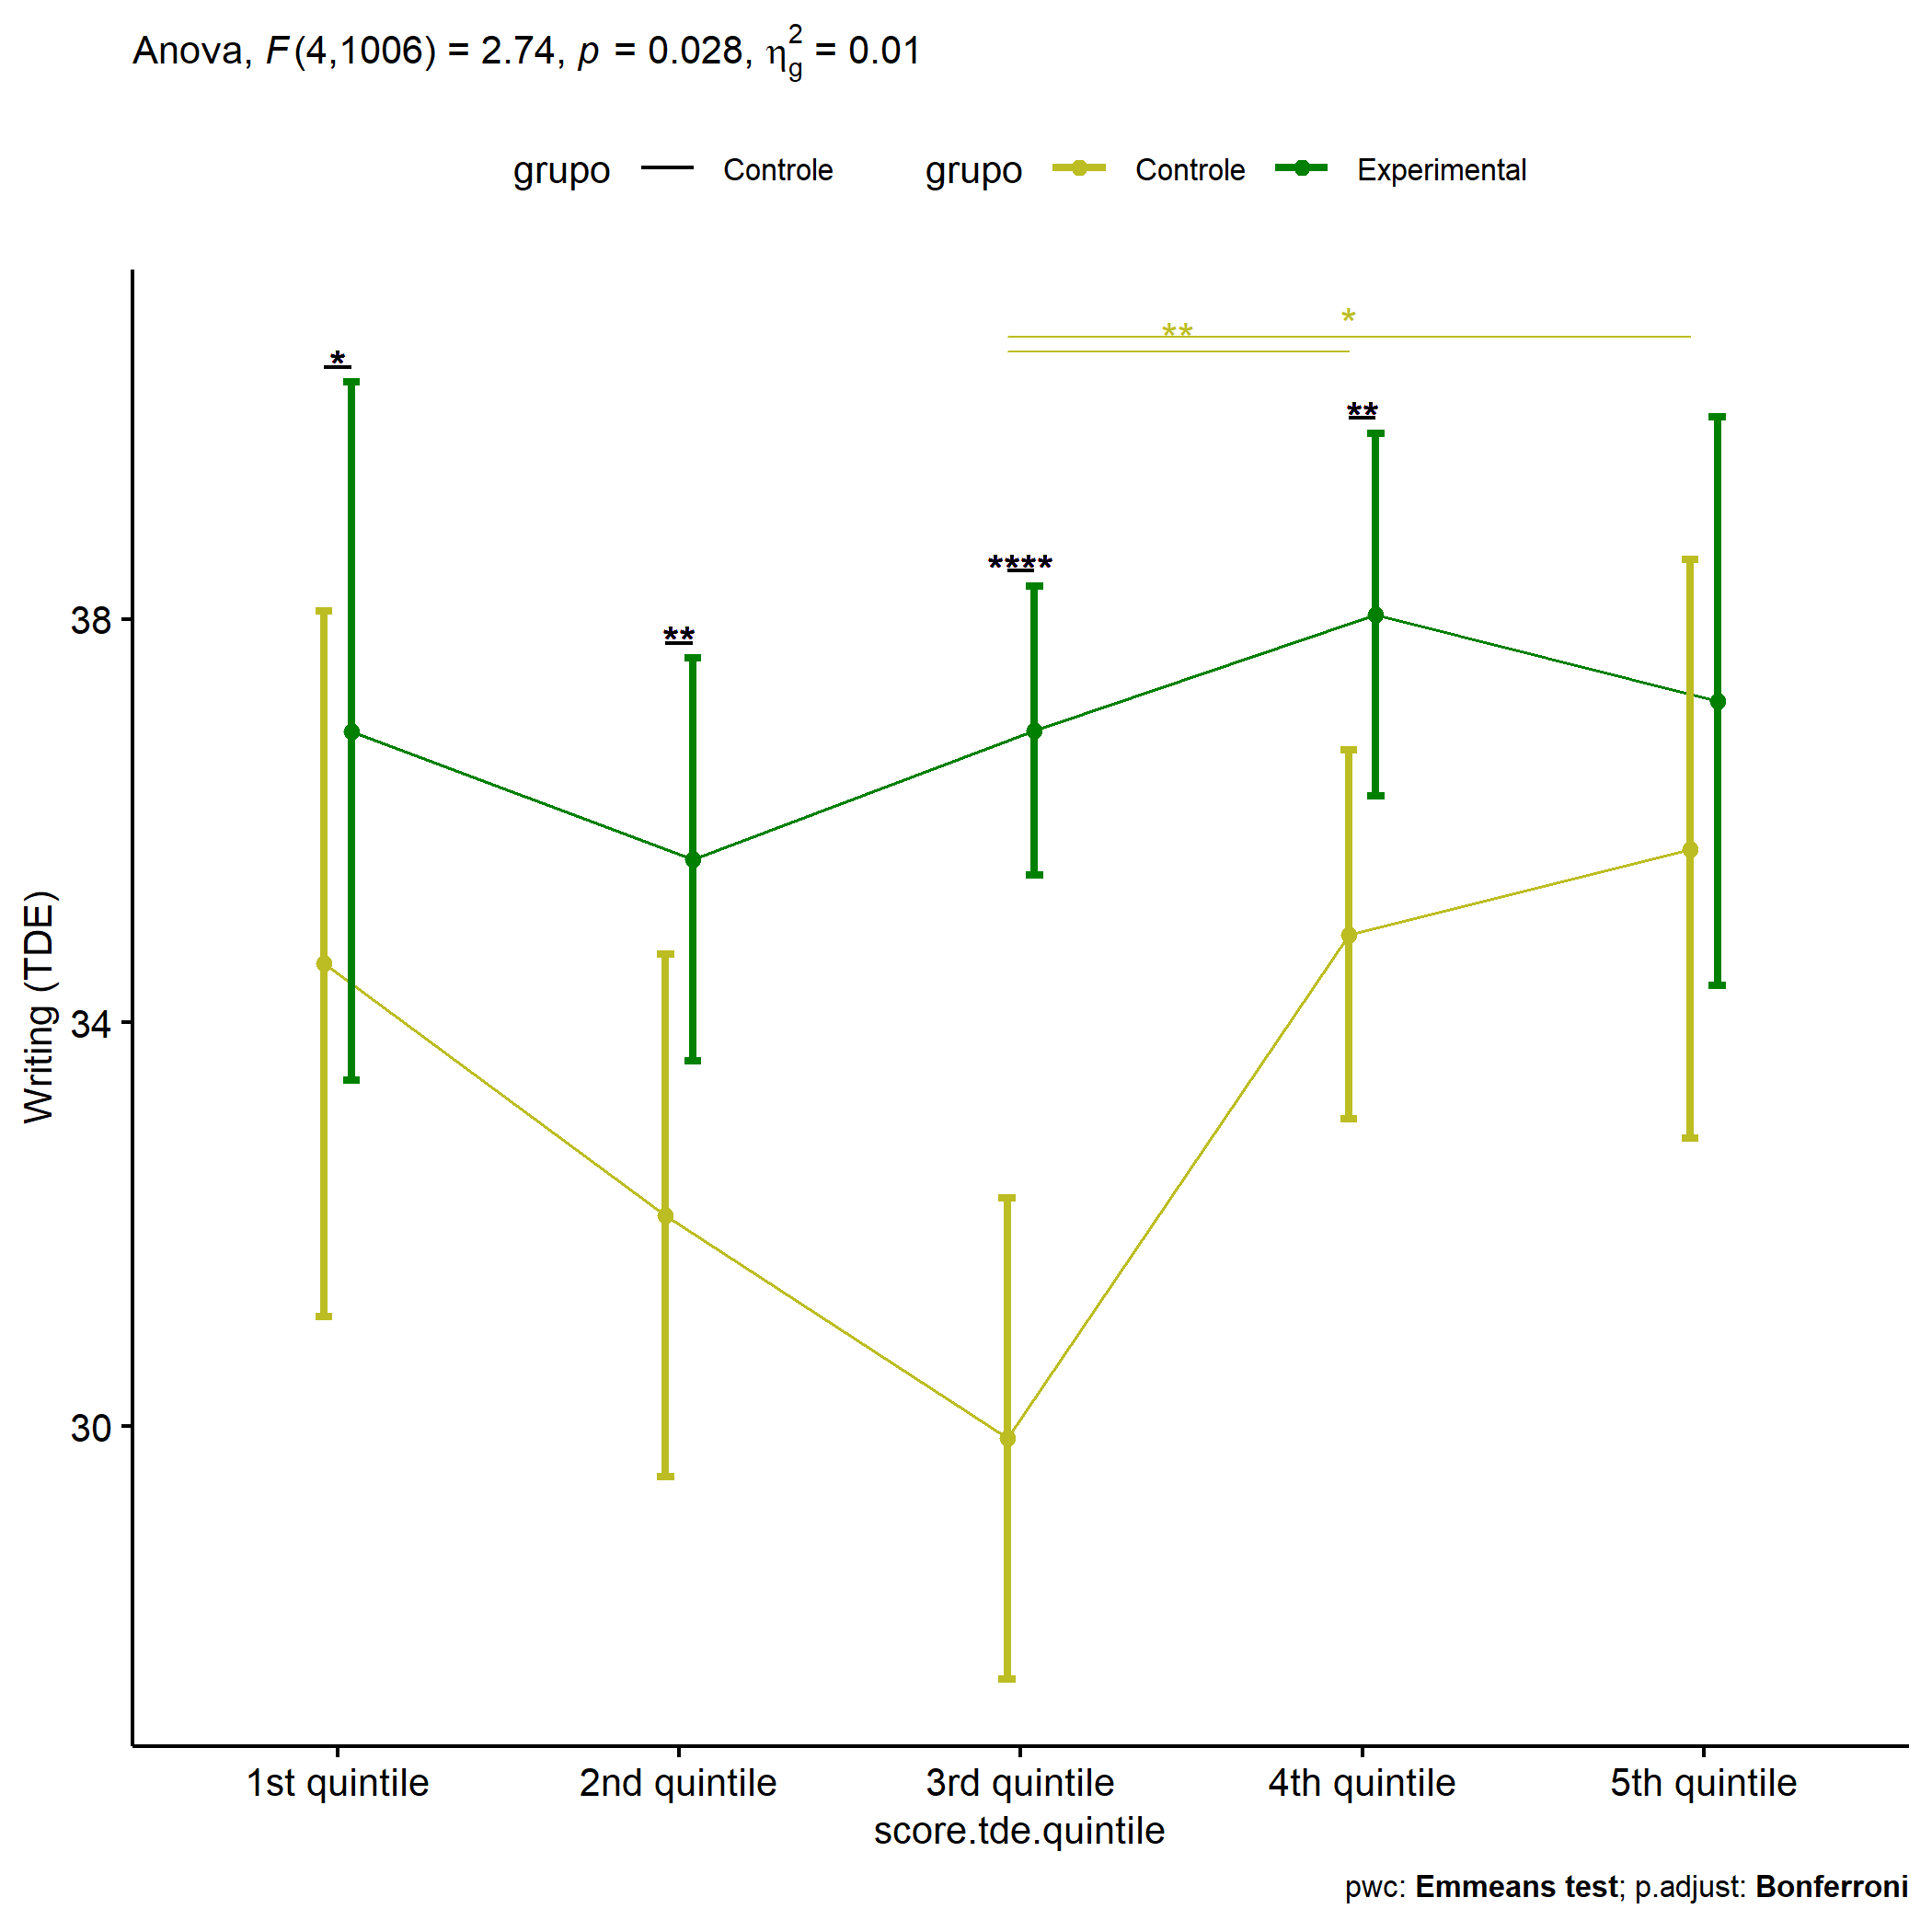 Anova, F(4,1006) = 2.74, p = 0.028, η²g = 0.01
grupo Controle grupo Controle Experimental
*
**
*
**
****
**
38
34
30
Writing (TDE)
1st quintile 2nd quintile 3rd quintile 4th quintile 5th quintile
score.tde.quintile
pwc: Emmeans test; p.adjust: Bonferroni